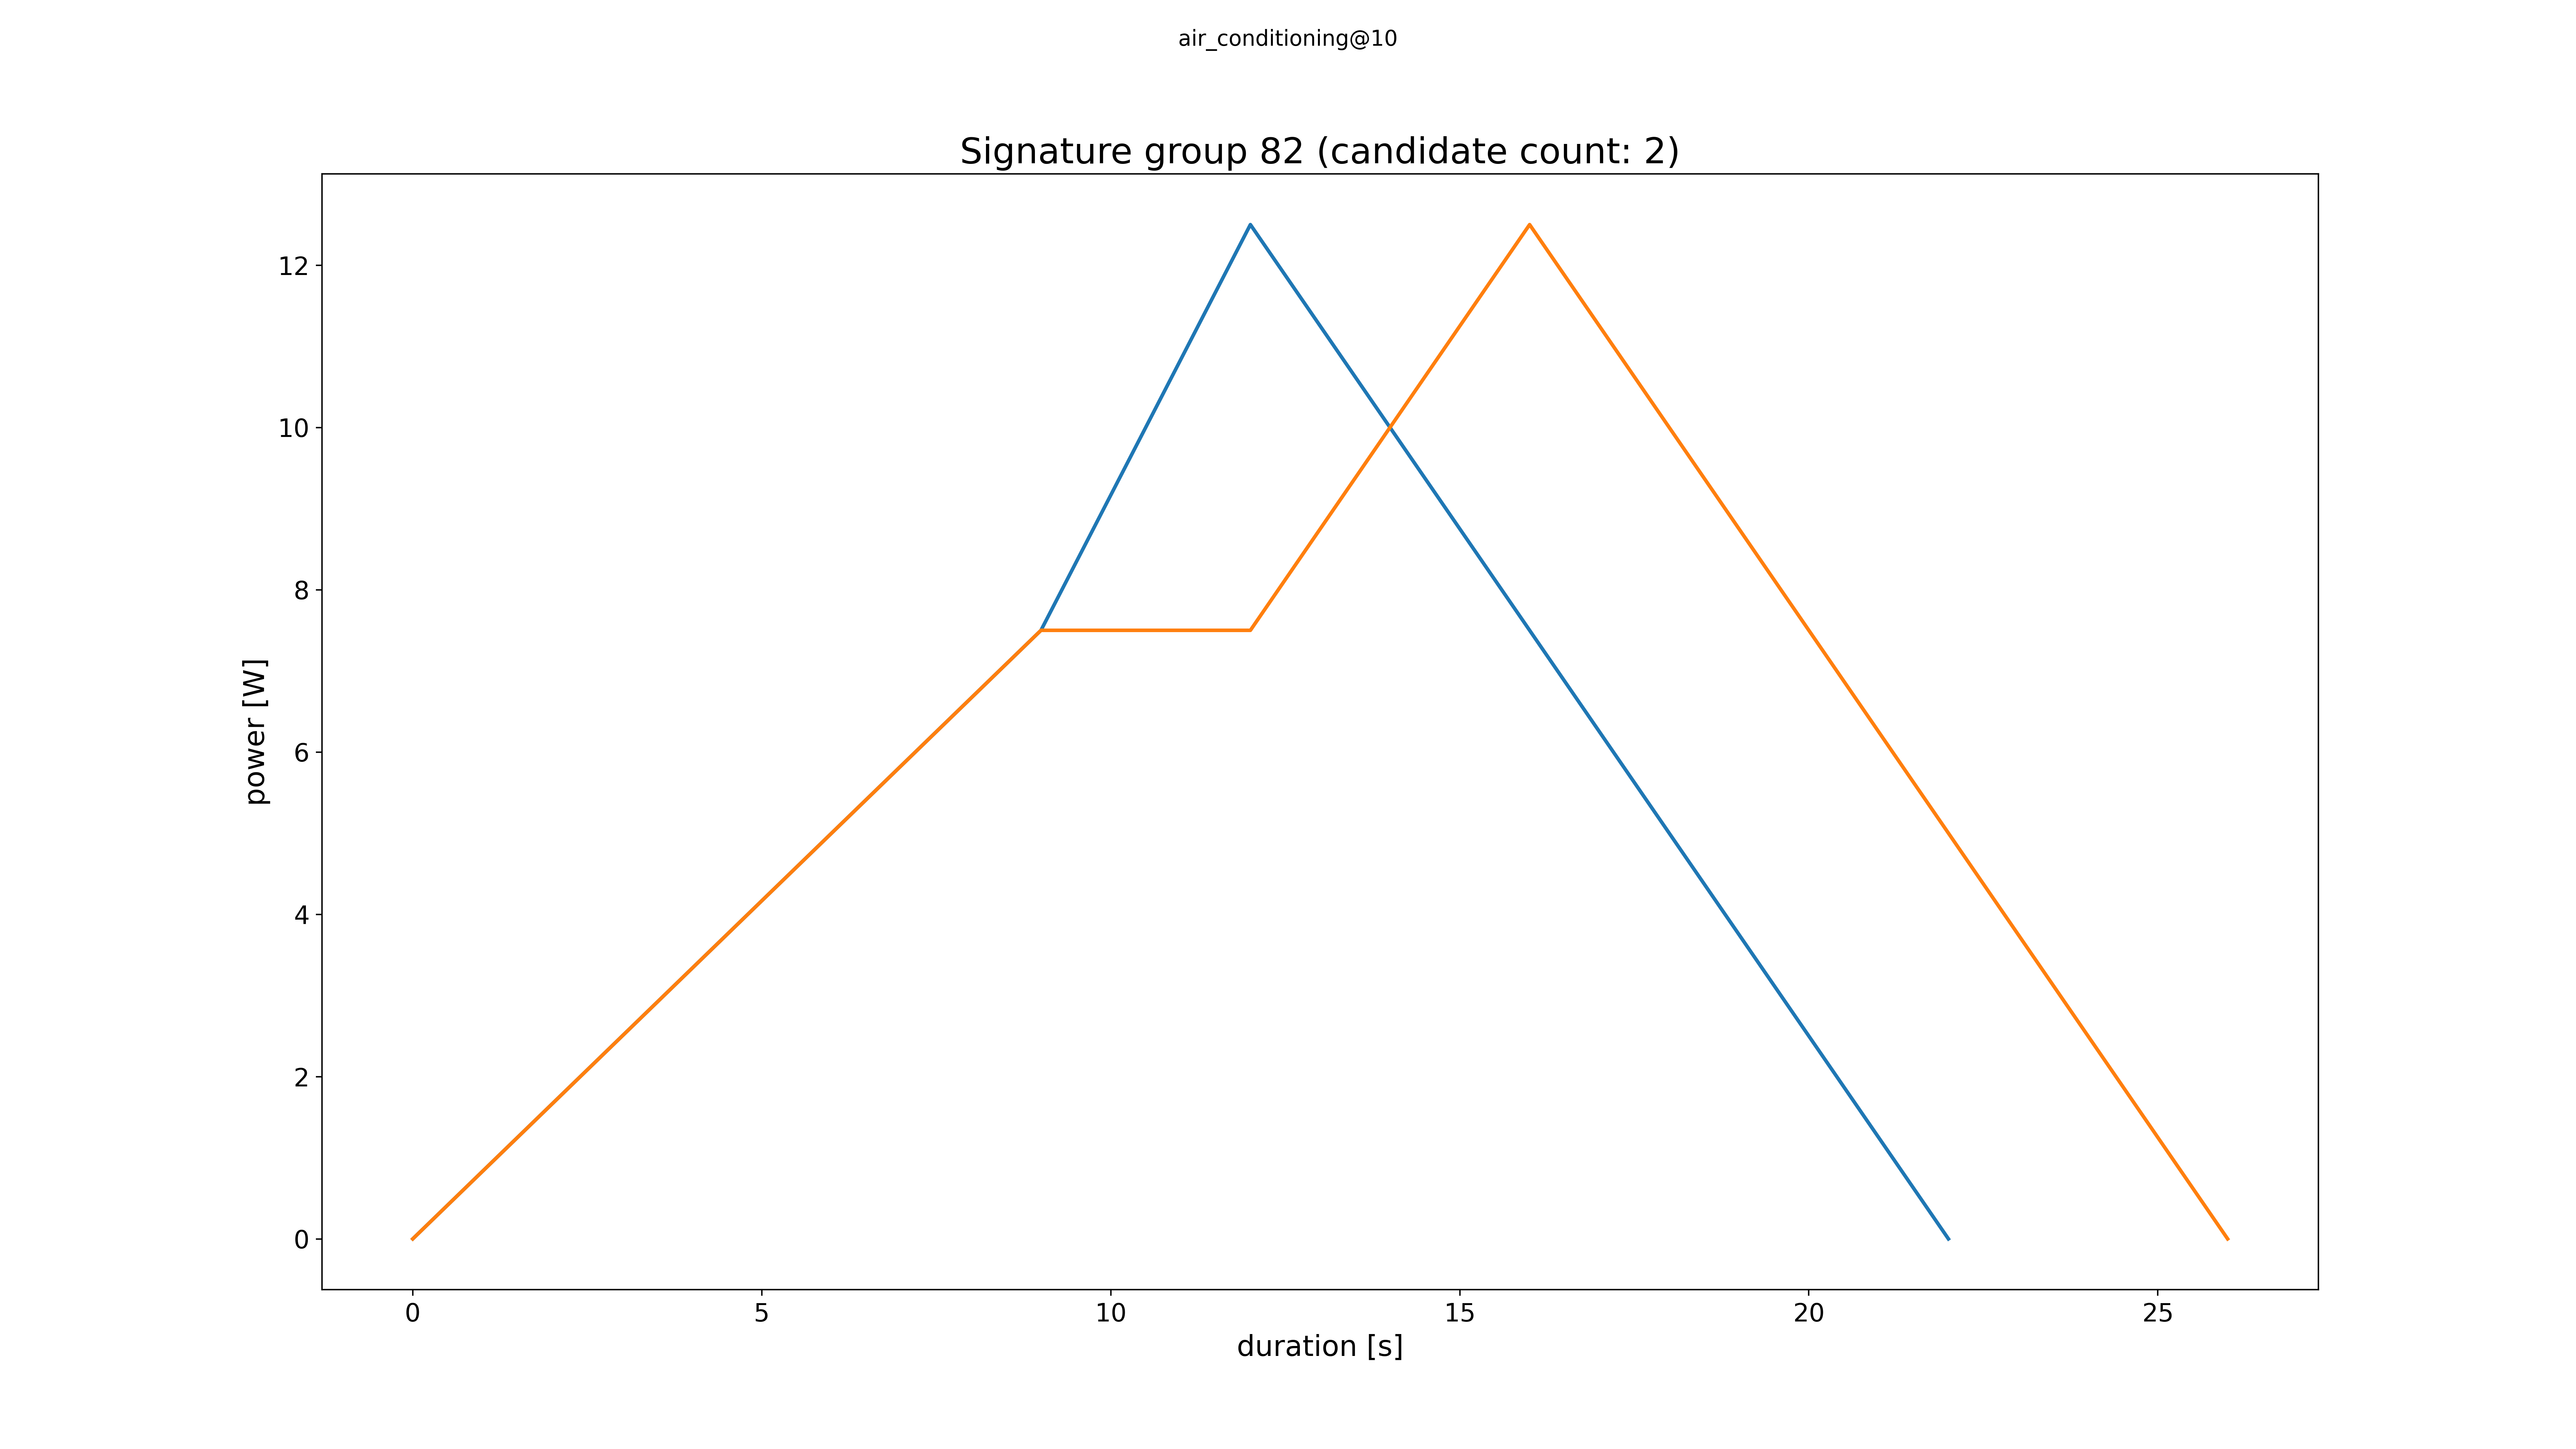 air_conditioning@10
Signature group 82 (candidate count: 2)
power [W]
12
10
8
6
4
2
0
0 5 10 15 20 25
duration [s]